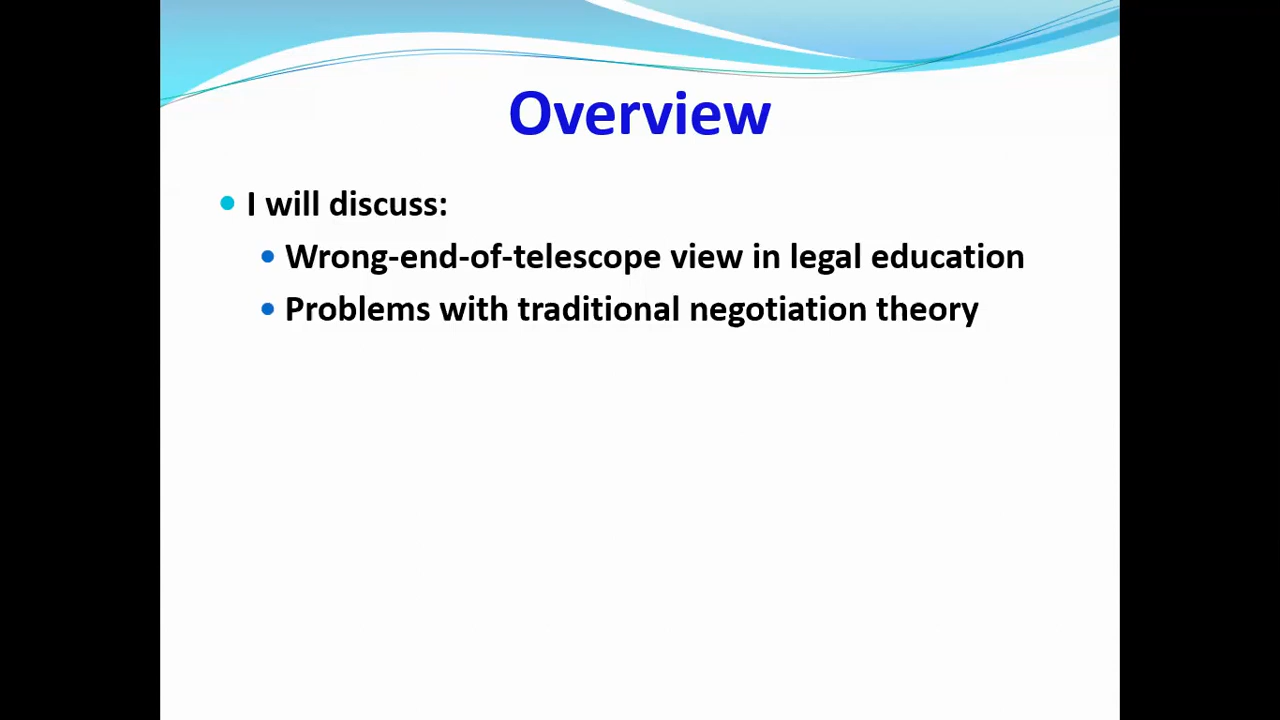 Overview
I will discuss:
Wrong-end-of-telescope view in legal education
Problems with traditional negotiation theory